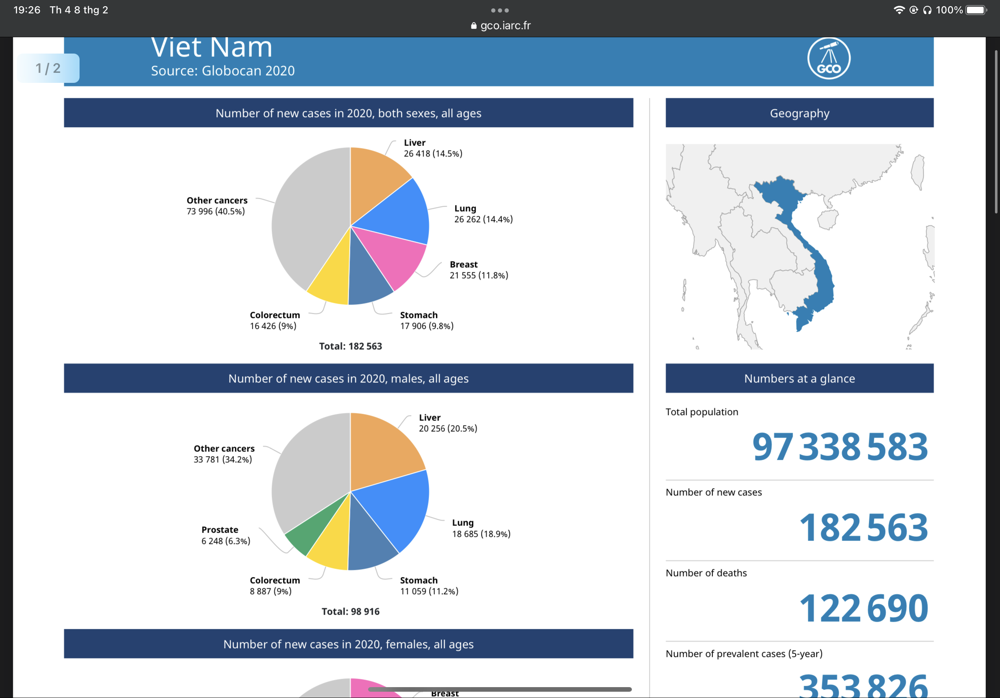 19:26 Th 4 8 thg 2
100%
gco.iarc.fr
Viet Nam
Source: Globocan 2020
1 / 2
GCO
Number of new cases in 2020, both sexes, all ages
Liver
26 418 (14.5%)
Lung
26 262 (14.4%)
Breast
21 555 (11.8%)
Stomach
17 906 (9.8%)
Colorectum
16 426 (9%)
Other cancers
73 996 (40.5%)
Total: 182 563
Number of new cases in 2020, males, all ages
Liver
20 256 (20.5%)
Lung
18 685 (18.9%)
Stomach
11 059 (11.2%)
Colorectum
8 887 (9%)
Prostate
6 248 (6.3%)
Other cancers
33 781 (34.2%)
Total: 98 916
Number of new cases in 2020, females, all ages
Breast
Geography
Numbers at a glance
Total population
97 338 583
Number of new cases
182 563
Number of deaths
122 690
Number of prevalent cases (5-year)
353 826